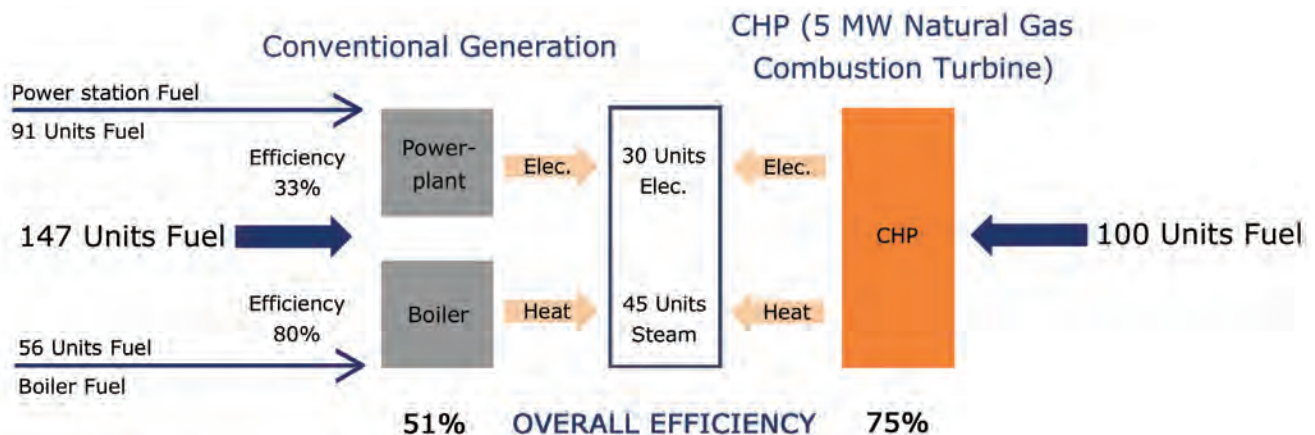 Conventional Generation
CHP (5 MW Natural Gas
Combustion Turbine)
Power station Fuel
91 Units Fuel
Efficiency
33%
147 Units Fuel
Efficiency
80%
56 Units Fuel
Boiler Fuel
Power-
plant
Boiler
Elec.
Heat
30 Units
Elec.
45 Units
Steam
Elec.
Heat
CHP
100 Units Fuel
51% OVERALL EFFICIENCY 75%